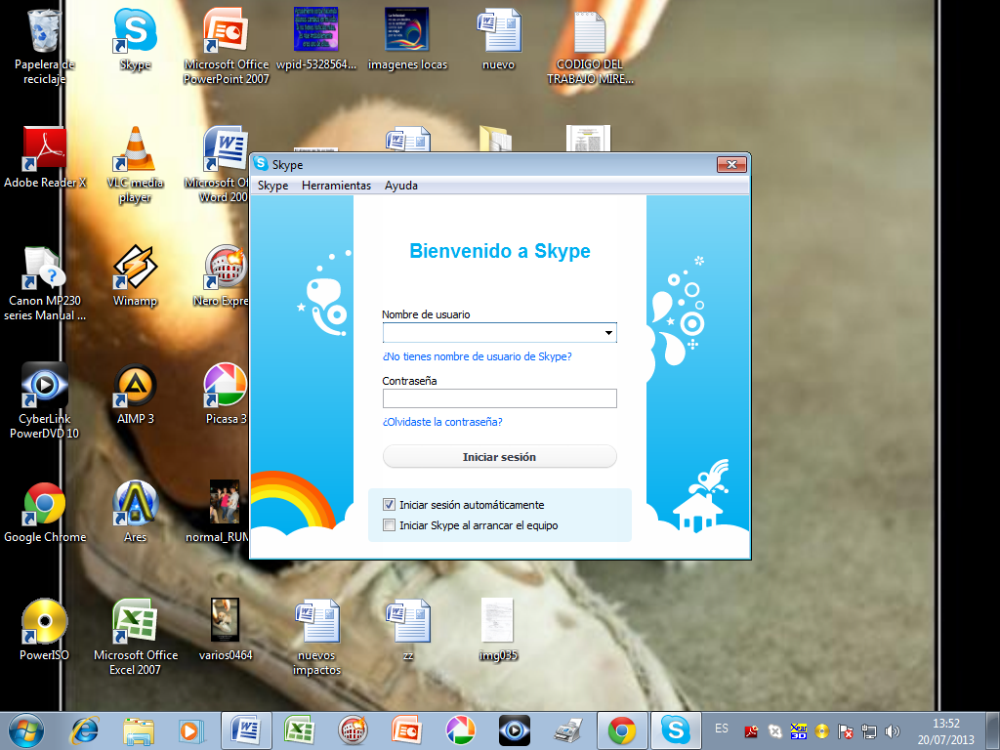 Papelera de
reciclaje
Skype
Microsoft Office
PowerPoint 2007
wpid-5328564...
imagenes locas
nuevo
CODIGO DEL
TRABAJO MIRE...
Adobe Reader X
VLC media
player
Microsoft Of
Word 200
Skype
Skype Herramientas Ayuda
Bienvenido a Skype
Nombre de usuario
¿No tienes nombre de usuario de Skype?
Contraseña
¿Olvidaste la contraseña?
Iniciar sesión
Iniciar sesión automáticamente
Iniciar Skype al arrancar el equipo
Canon MP230
series Manual ...
Winamp
Nero Expre
CyberLink
PowerDVD 10
AIMP 3
Picasa 3
Google Chrome
Ares
normal_RUM
PowerISO
Microsoft Office
Excel 2007
varios0464
nuevos
impactos
zz
img035
ES
13:52
20/07/2013